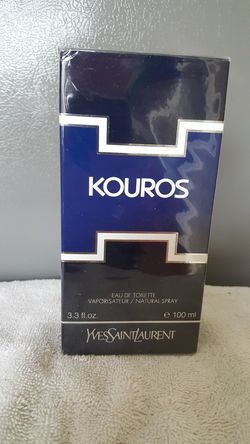 KOUROS
EAU DE TOILETTE
VAPORISATEUR / NATURAL SPRAY
3.3 fl.oz. ℮ 100 ml
YVESSAINTLAURENT